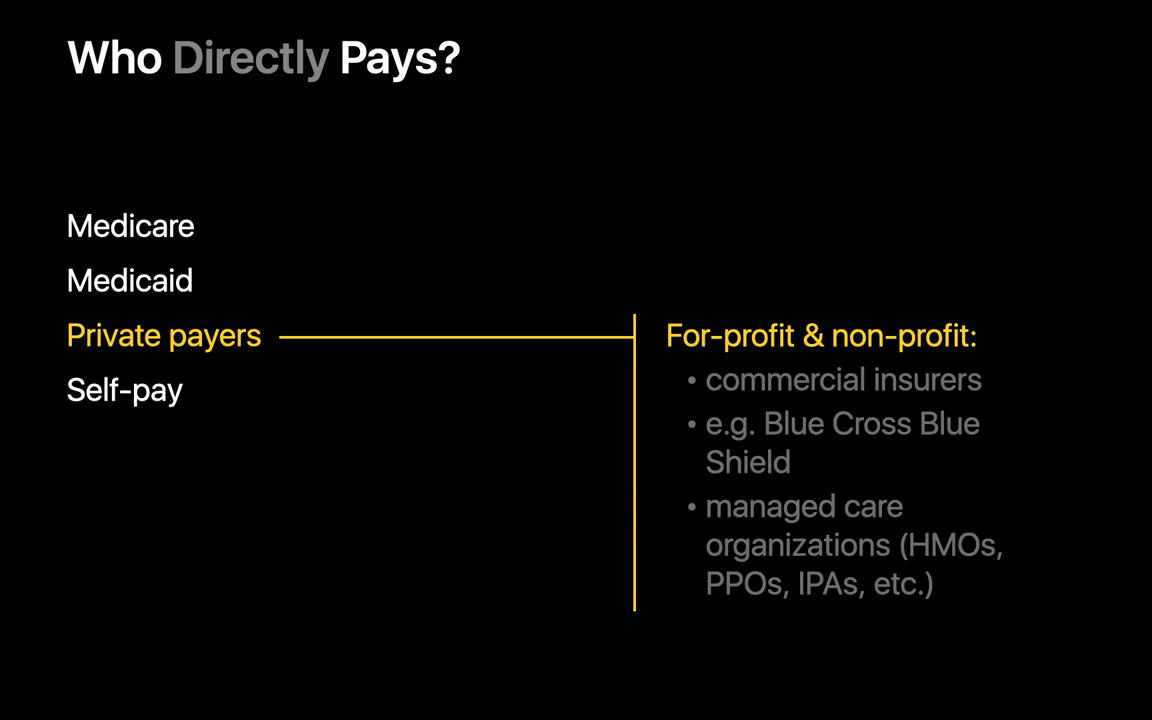 Who Directly Pays?
Medicare
Medicaid
Private payers
Self-pay
For-profit & non-profit:
• commercial insurers
• e.g. Blue Cross Blue
Shield
• managed care
organizations (HMOs,
PPOs, IPAs, etc.)